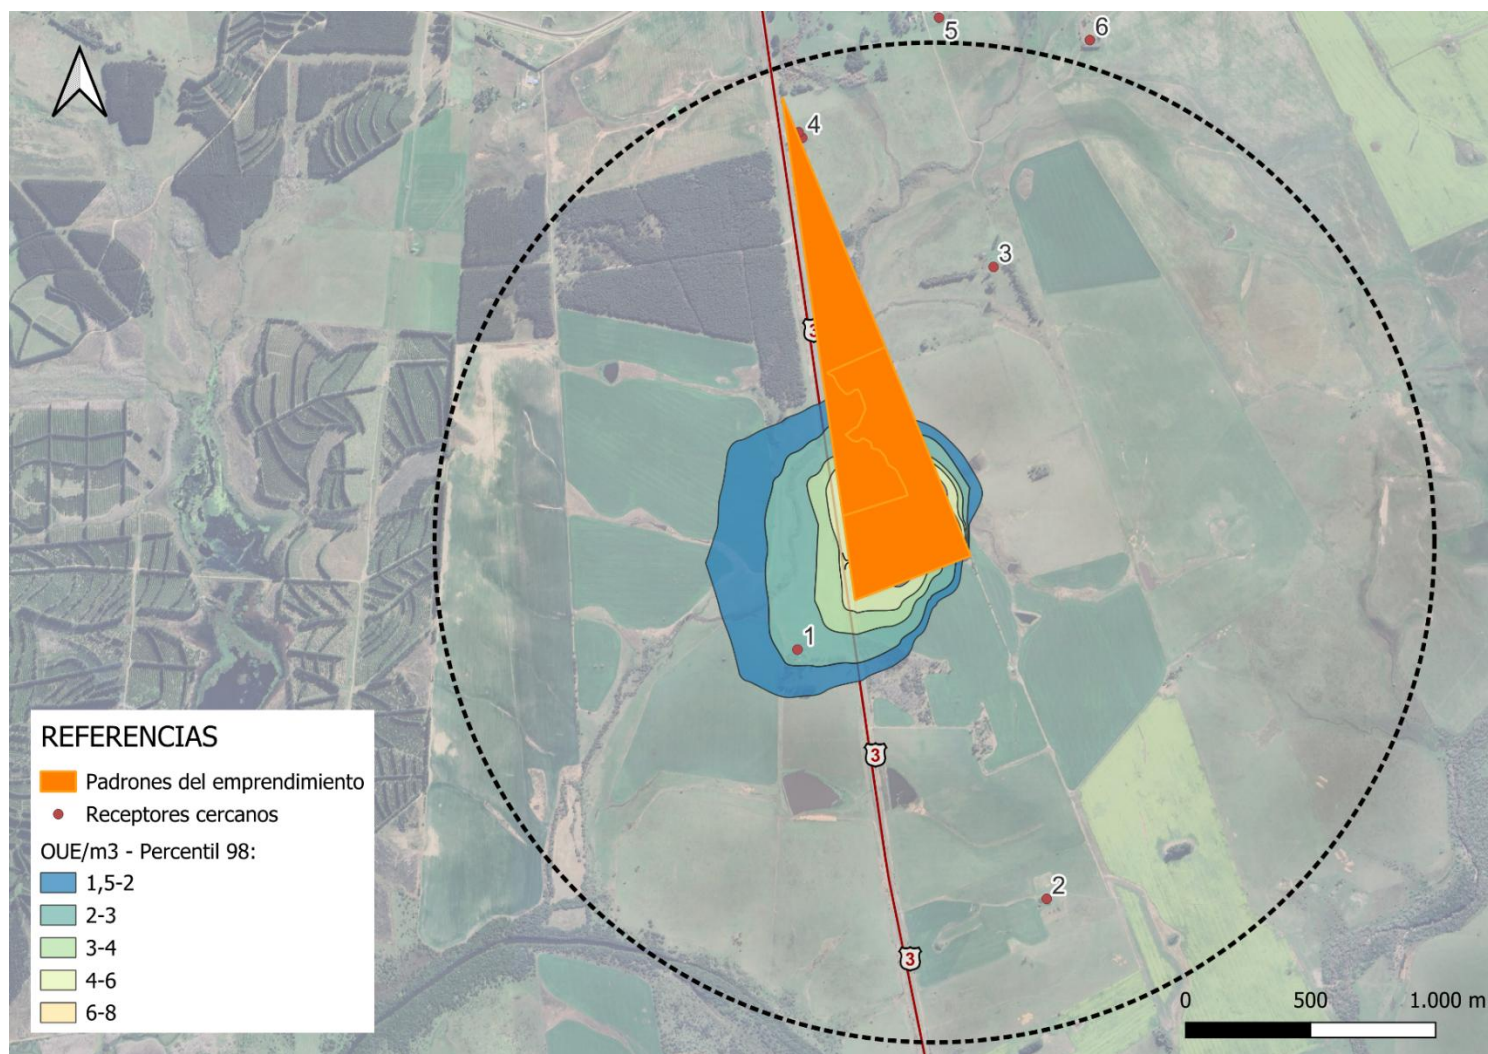 5
6
4
3
3
1
3
2
3
REFERENCIAS
Padrones del emprendimiento
Receptores cercanos
OUE/m3 - Percentil 98:
1,5-2
2-3
3-4
4-6
6-8
0 500 1.000 m